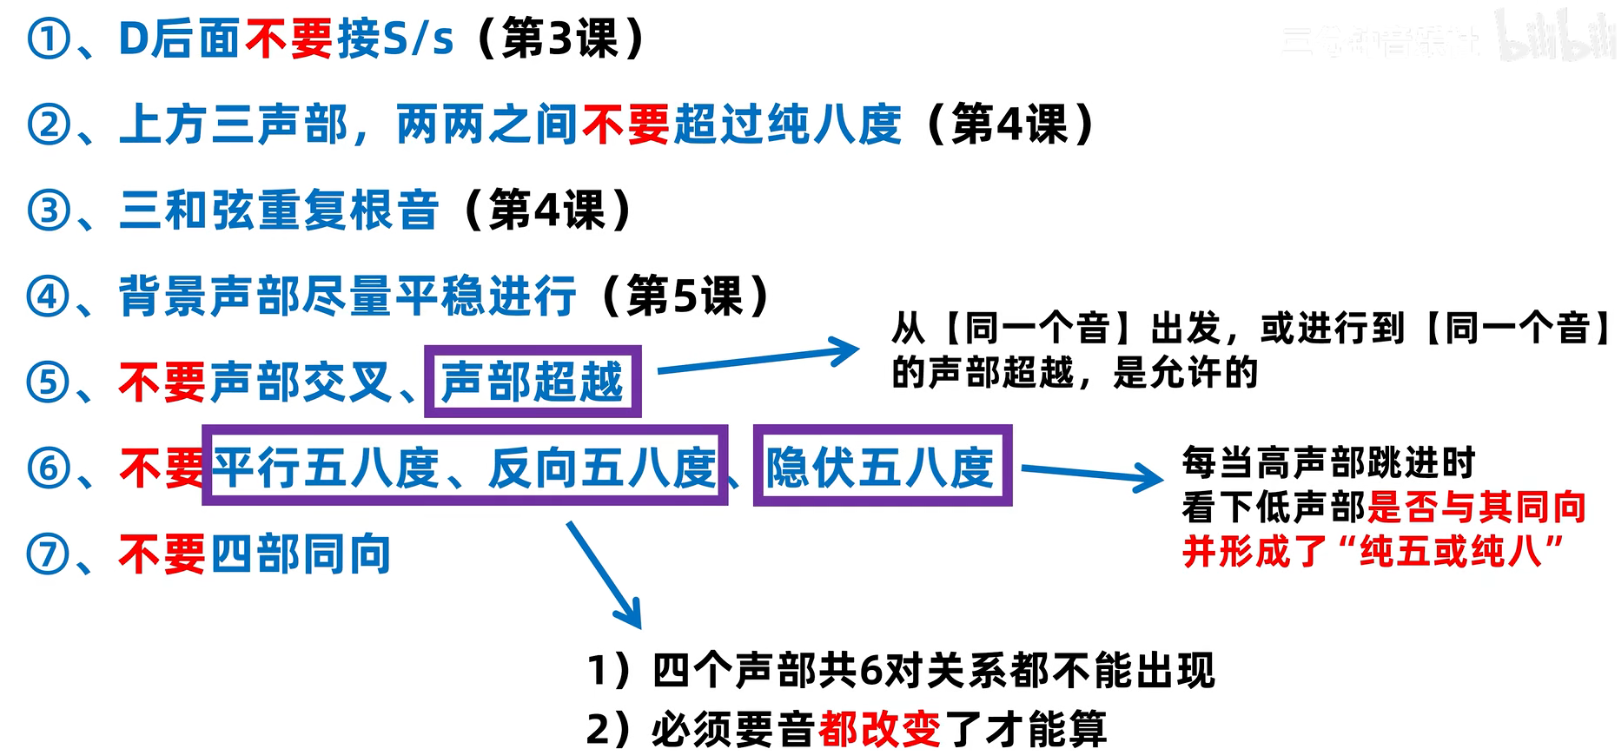 ①、D后面不要接S/s（第3课）
bilibili
②、上方三声部，两两之间不要超过纯八度（第4课）
③、三和弦重复根音（第4课）
④、背景声部尽量平稳进行（第5课）
从【同一个音】出发，或进行到【同一个音】
的声部超越，是允许的
⑤、不要声部交叉、声部超越
⑥、不要平行五八度、反向五八度、隐伏五八度
每当高声部跳进时
看下低声部是否与其同向
并形成了“纯五或纯八”
⑦、不要四部同向
1）四个声部共6对关系都不能出现
2）必须要音都改变了才能算